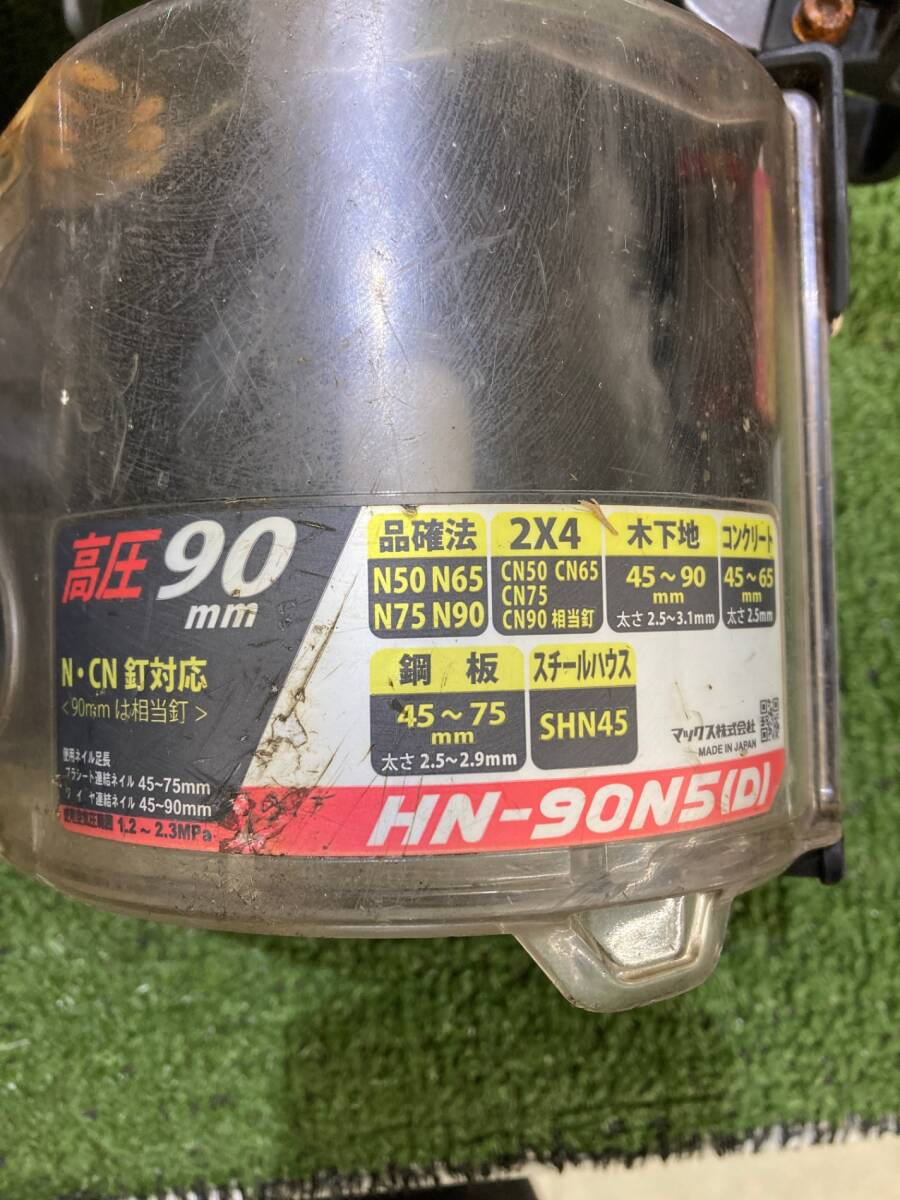 高圧90
mm
N・CN 釘対応
<90mmは相当釘>
使用ネイル足長
プラシート連結ネイル 45~75mm
ワイヤ連結ネイル 45~90mm
1.2~2.3MPa
品確法
N50 N65
N75 N90
2X4
CN50 CN65
CN75
CN90 相当釘
木下地
45~90
mm
太さ 2.5~3.1mm
コンクリート
45~65
mm
太さ 2.5mm
鋼 板
45~75
mm
太さ 2.5~2.9mm
スチールハウス
SHN45
マックス株式会社
MADE IN JAPAN
HN-90N5(D)